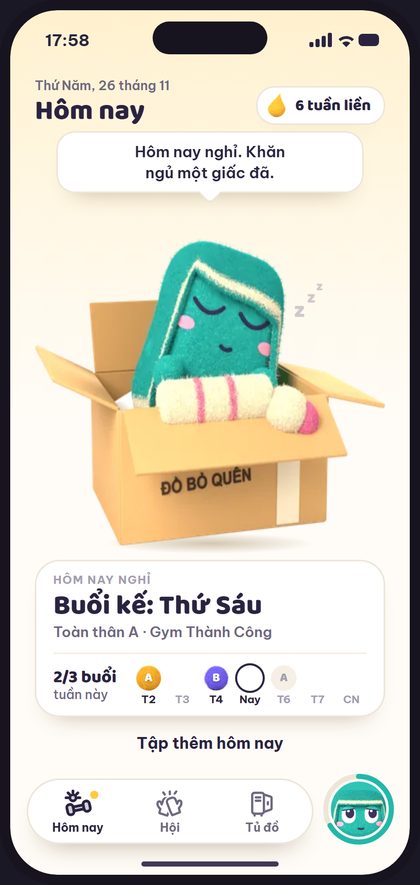 17:58
Thứ Năm, 26 tháng 11
Hôm nay
6 tuần liền
Hôm nay nghỉ. Khăn
ngủ một giấc đã.
z
z
z
ĐỒ BỎ QUÊN
HÔM NAY NGHỈ
Buổi kế: Thứ Sáu
Toàn thân A · Gym Thành Công
2/3 buổi
tuần này
A B A
T2 T3 T4 Nay T6 T7 CN
Tập thêm hôm nay
Hôm nay Hội Tủ đồ